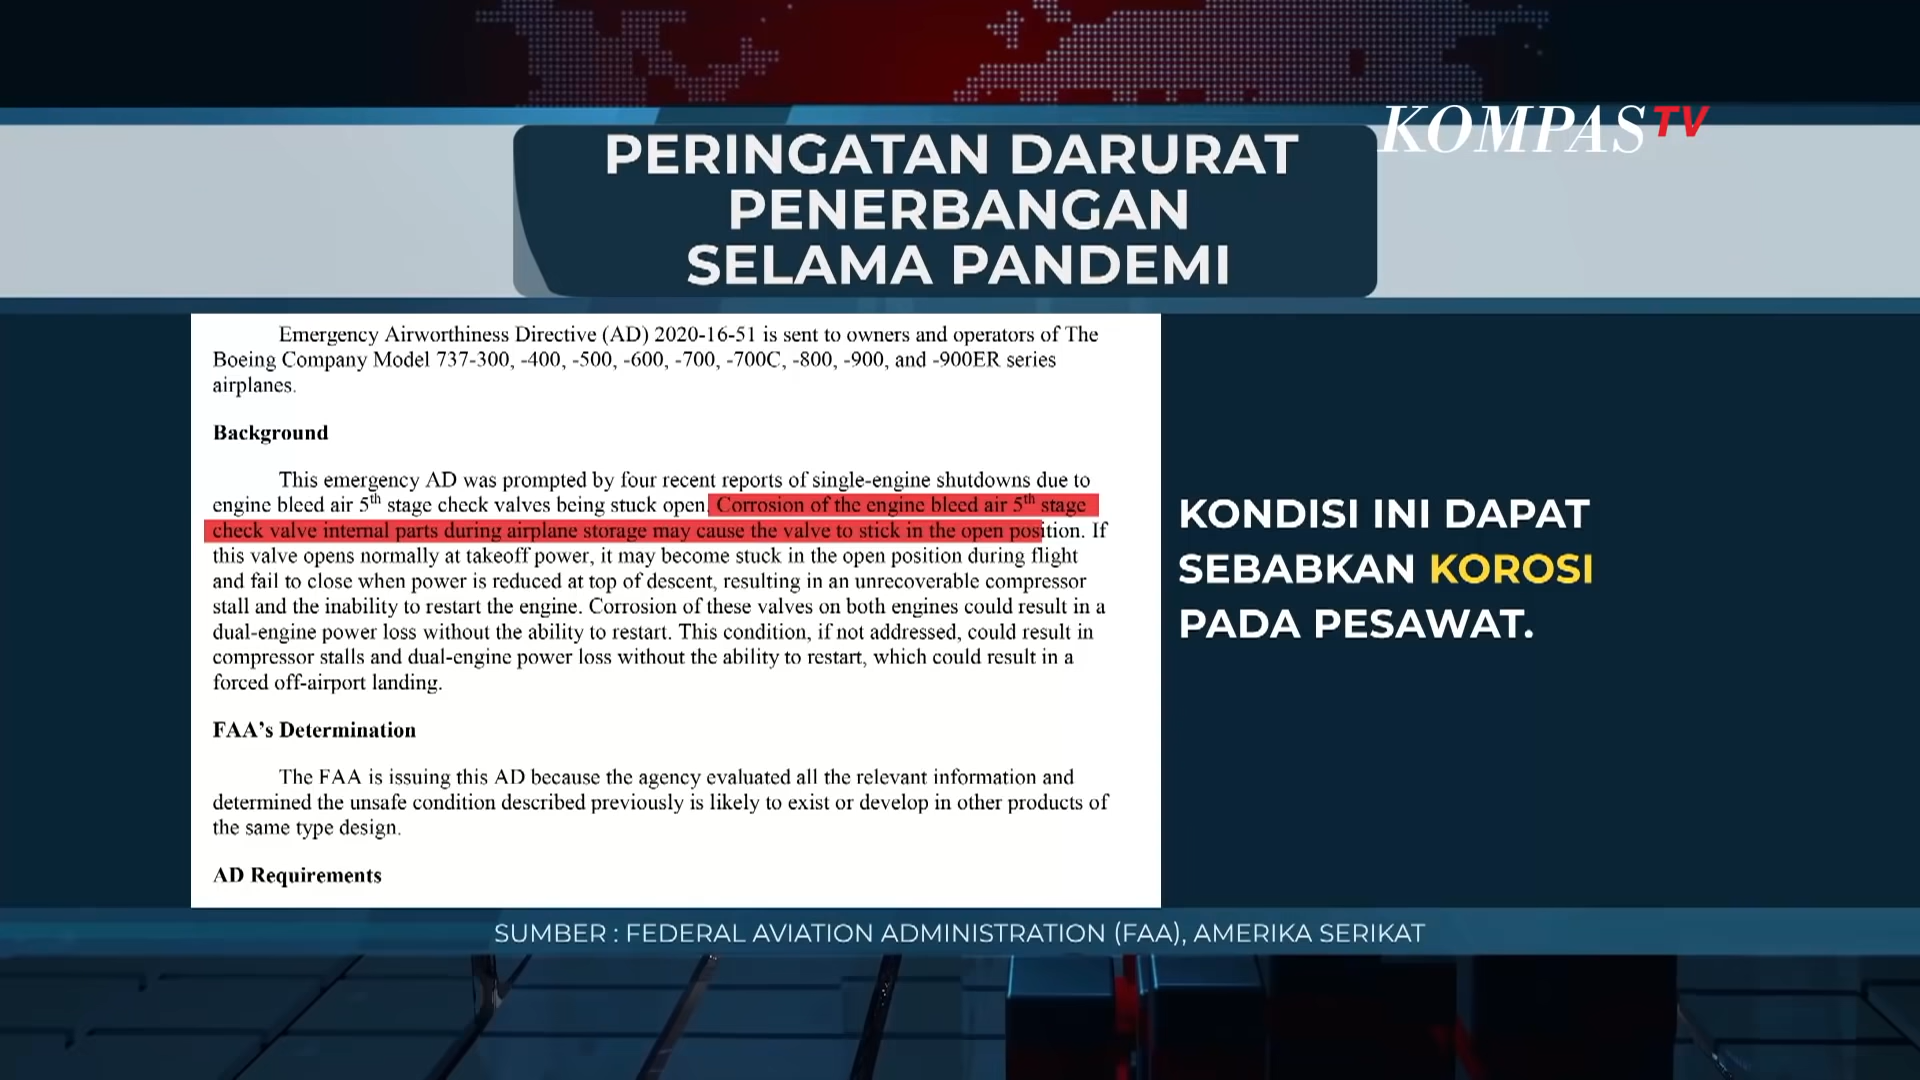 KOMPAS TV
PERINGATAN DARURAT
PENERBANGAN
SELAMA PANDEMI
Emergency Airworthiness Directive (AD) 2020-16-51 is sent to owners and operators of The
Boeing Company Model 737-300, -400, -500, -600, -700, -700C, -800, -900, and -900ER series
airplanes.
Background
This emergency AD was prompted by four recent reports of single-engine shutdowns due to
engine bleed air 5th stage check valves being stuck open. Corrosion of the engine bleed air 5th stage
check valve internal parts during airplane storage may cause the valve to stick in the open position. If
this valve opens normally at takeoff power, it may become stuck in the open position during flight
and fail to close when power is reduced at top of descent, resulting in an unrecoverable compressor
stall and the inability to restart the engine. Corrosion of these valves on both engines could result in a
dual-engine power loss without the ability to restart. This condition, if not addressed, could result in
compressor stalls and dual-engine power loss without the ability to restart, which could result in a
forced off-airport landing.
FAA's Determination
The FAA is issuing this AD because the agency evaluated all the relevant information and
determined the unsafe condition described previously is likely to exist or develop in other products of
the same type design.
AD Requirements
KONDISI INI DAPAT
SEBABKAN KOROSI
PADA PESAWAT.
SUMBER : FEDERAL AVIATION ADMINISTRATION (FAA), AMERIKA SERIKAT